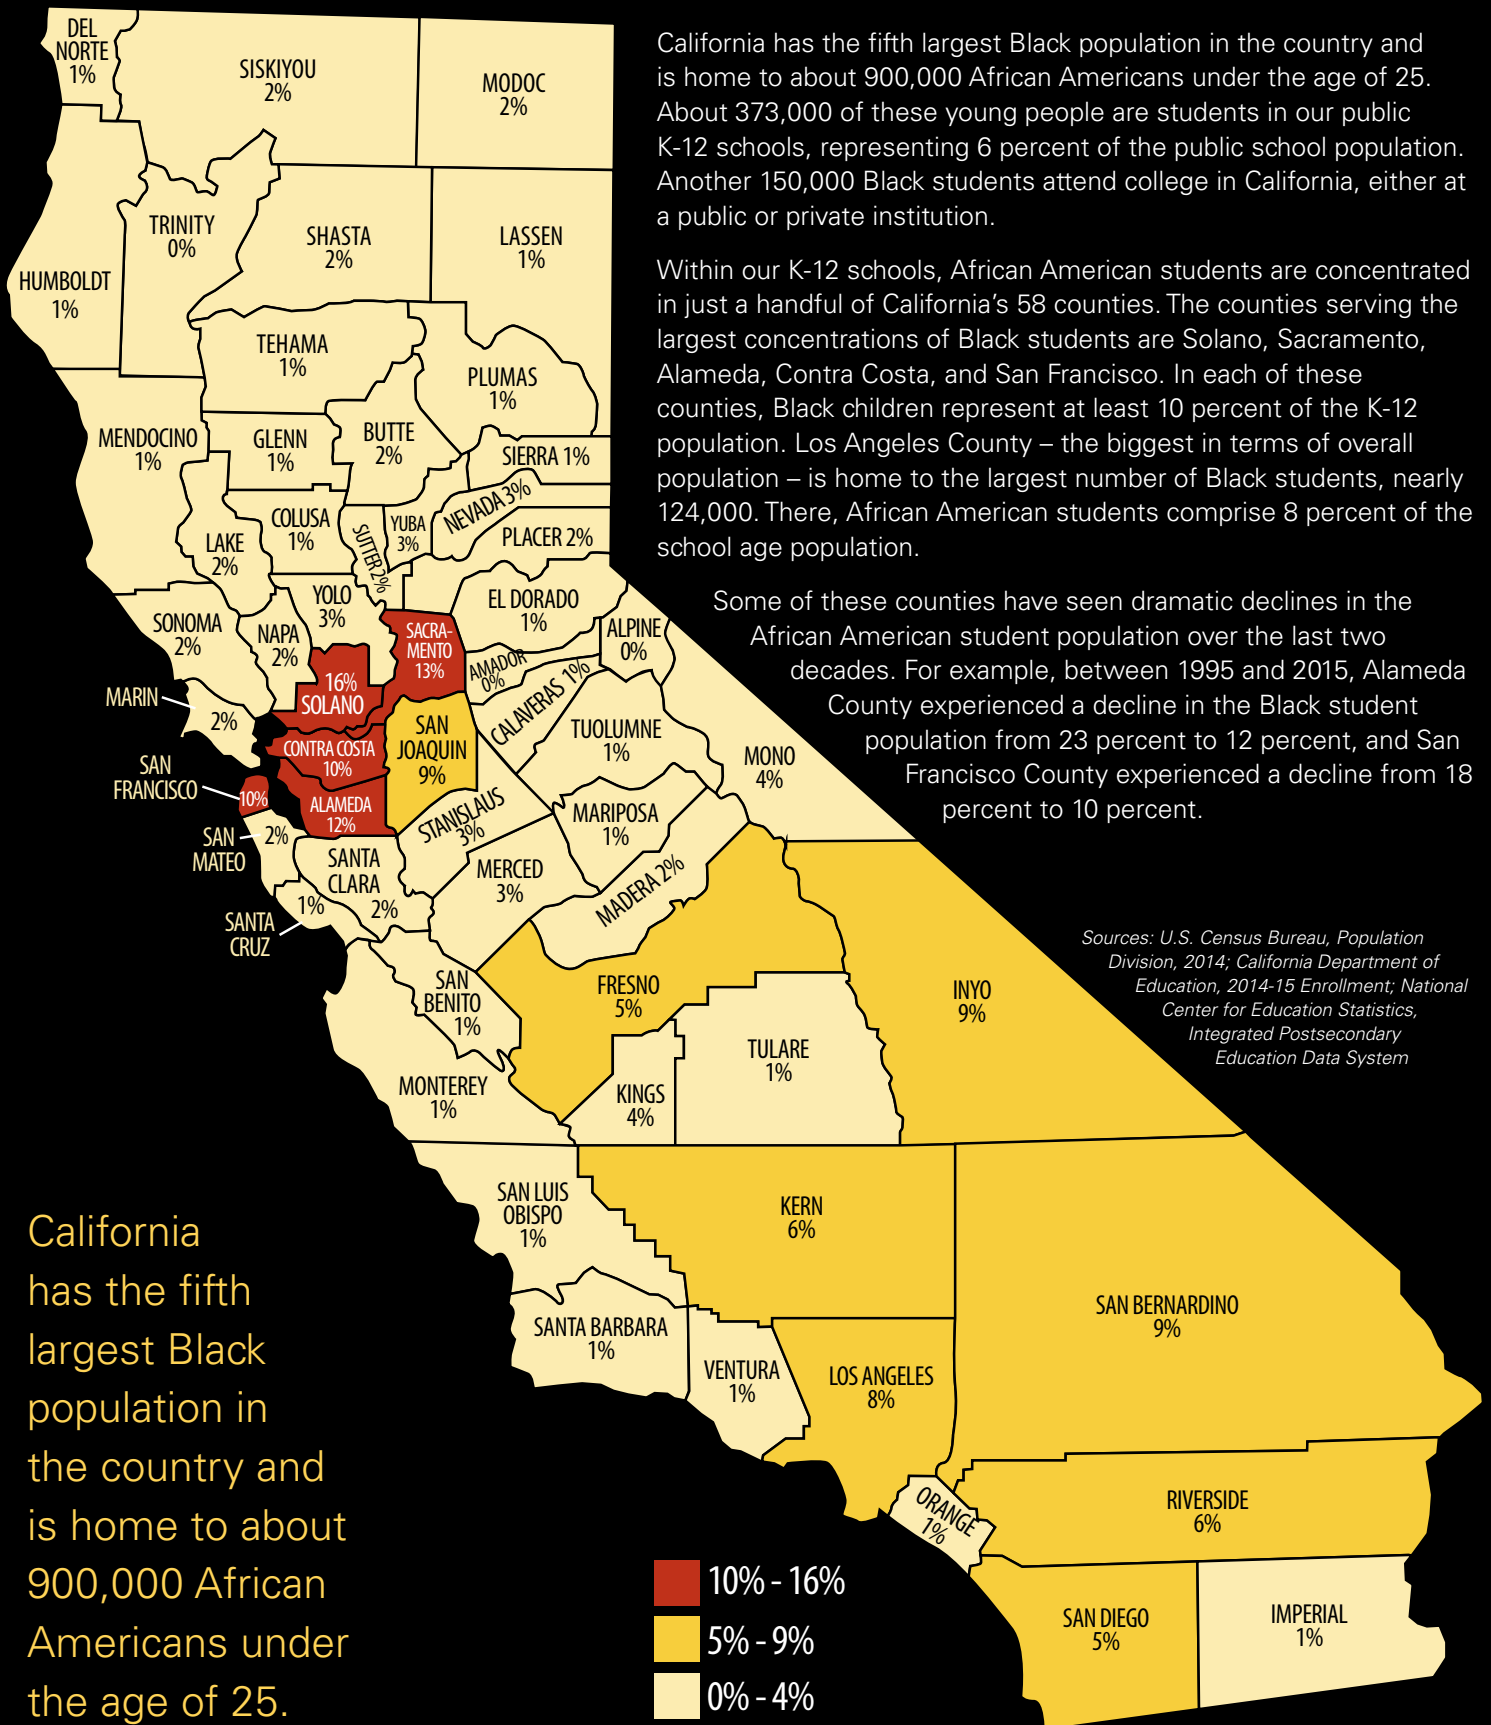 California has the fifth largest Black population in the country and
is home to about 900,000 African Americans under the age of 25.
About 373,000 of these young people are students in our public
K-12 schools, representing 6 percent of the public school population.
Another 150,000 Black students attend college in California, either at
a public or private institution.
Within our K-12 schools, African American students are concentrated
in just a handful of California's 58 counties. The counties serving the
largest concentrations of Black students are Solano, Sacramento,
Alameda, Contra Costa, and San Francisco. In each of these
counties, Black children represent at least 10 percent of the K-12
population. Los Angeles County – the biggest in terms of overall
population – is home to the largest number of Black students, nearly
124,000. There, African American students comprise 8 percent of the
school age population.
Some of these counties have seen dramatic declines in the
African American student population over the last two
decades. For example, between 1995 and 2015, Alameda
County experienced a decline in the Black student
population from 23 percent to 12 percent, and San
Francisco County experienced a decline from 18
percent to 10 percent.
Sources: U.S. Census Bureau, Population
Division, 2014; California Department of
Education, 2014-15 Enrollment; National
Center for Education Statistics,
Integrated Postsecondary
Education Data System
DEL
NORTE
1%
SISKIYOU
2%
MODOC
2%
HUMBOLDT
1%
TRINITY
0%
SHASTA
2%
LASSEN
1%
TEHAMA
1%
PLUMAS
1%
MENDOCINO
1%
GLENN
1%
BUTTE
2%
SIERRA 1%
LAKE
2%
COLUSA
1%
SUTTER 2%
YUBA
3%
NEVADA 3%
PLACER 2%
SONOMA
2%
NAPA
2%
YOLO
3%
SACRA-
MENTO
13%
EL DORADO
1%
ALPINE
0%
AMADOR
0%
CALAVERAS 1%
16%
SOLANO
MARIN
2%
CONTRA COSTA
10%
SAN
JOAQUIN
9%
TUOLUMNE
1%
MONO
4%
SAN
FRANCISCO
10%
ALAMEDA
12%
STANISLAUS
3%
MARIPOSA
1%
SAN
MATEO
2%
SANTA
CLARA
2%
MERCED
3%
MADERA 2%
SANTA
CRUZ
1%
SAN
BENITO
1%
FRESNO
5%
INYO
9%
MONTEREY
1%
KINGS
4%
TULARE
1%
SAN LUIS
OBISPO
1%
KERN
6%
SAN BERNARDINO
9%
SANTA BARBARA
1%
VENTURA
1%
LOS ANGELES
8%
ORANGE
1%
RIVERSIDE
6%
SAN DIEGO
5%
IMPERIAL
1%
California
has the fifth
largest Black
population in
the country and
is home to about
900,000 African
Americans under
the age of 25.
10% - 16%
5% - 9%
0% - 4%